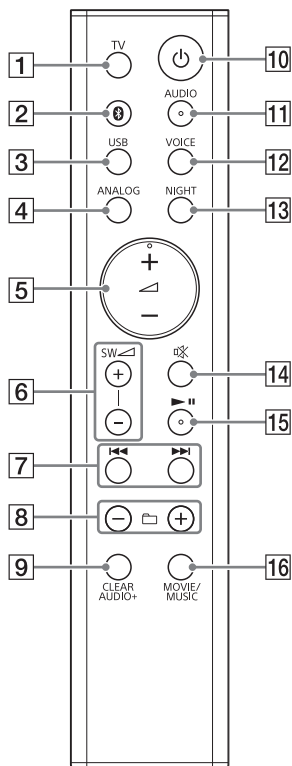 TV
1
10
AUDIO
2
11
USB
VOICE
3
12
ANALOG
NIGHT
4
13
+
5
−
SW
6
+
−
14
15
7
8
−
+
9
CLEAR
AUDIO+
MOVIE/
MUSIC
16